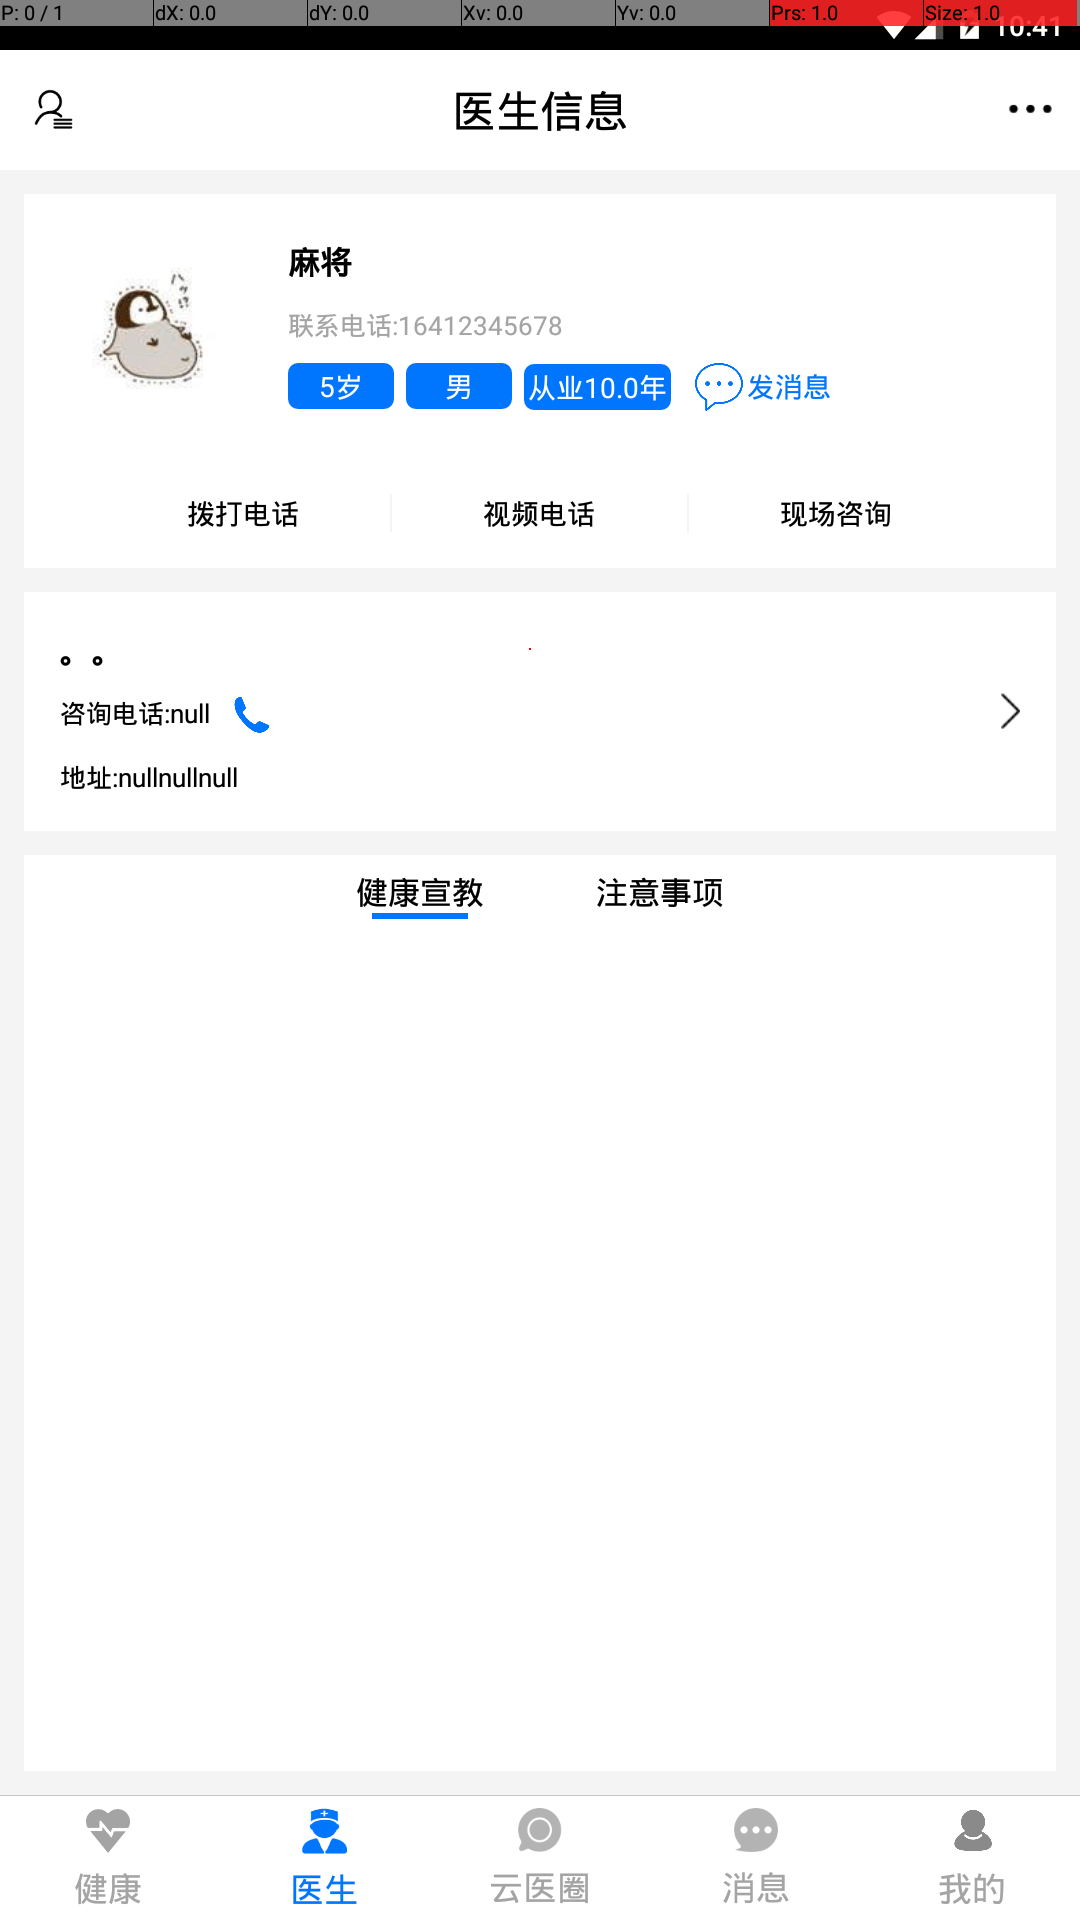 P: 0 / 1 dX: 0.0 dY: 0.0 Xv: 0.0 Yv: 0.0 Prs: 1.0 Size: 1.0
10:41
医生信息
麻将
联系电话:16412345678
5岁 男 从业10.0年 发消息
拨打电话 视频电话 现场咨询
。。
咨询电话:null
地址:nullnullnull
健康宣教 注意事项
健康 医生 云医圈 消息 我的